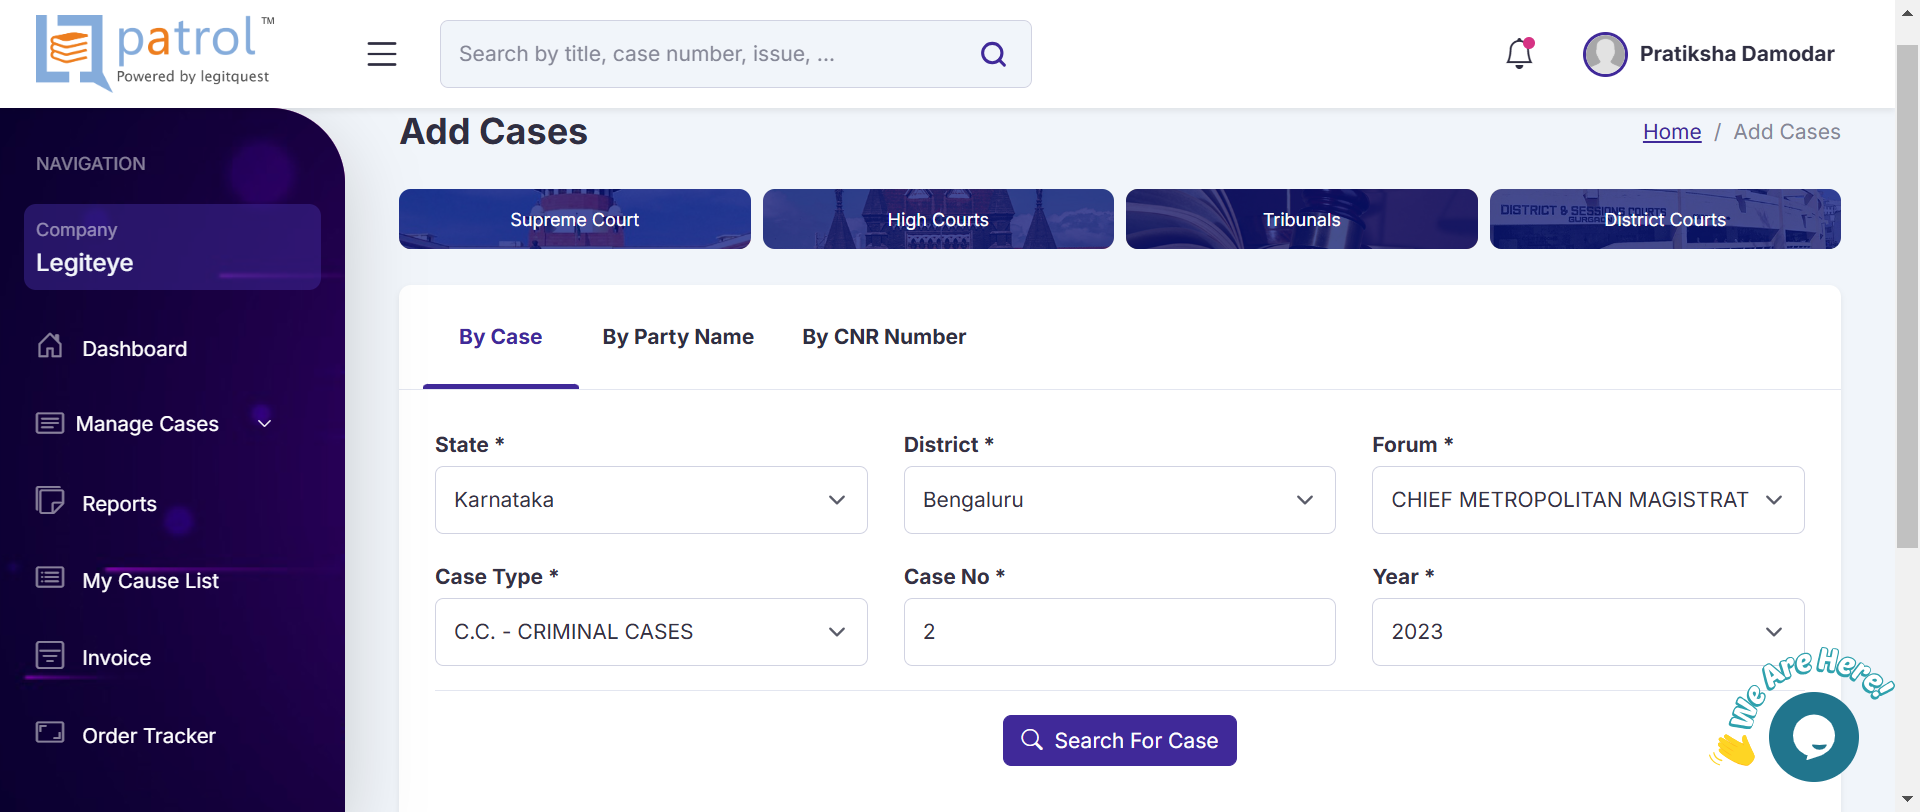 patrol™
Powered by legitquest
Search by title, case number, issue, ...
Pratiksha Damodar
NAVIGATION
Company
Legiteye
Dashboard
Manage Cases
Reports
My Cause List
Invoice
Order Tracker
Add Cases
Home / Add Cases
Supreme Court
High Courts
Tribunals
DISTRICT & SESSIONS COURTS
District Courts
By Case
By Party Name
By CNR Number
State *
District *
Forum *
Karnataka
Bengaluru
CHIEF METROPOLITAN MAGISTRAT
Case Type *
Case No *
Year *
C.C. - CRIMINAL CASES
2
2023
Search For Case
We Are Here!